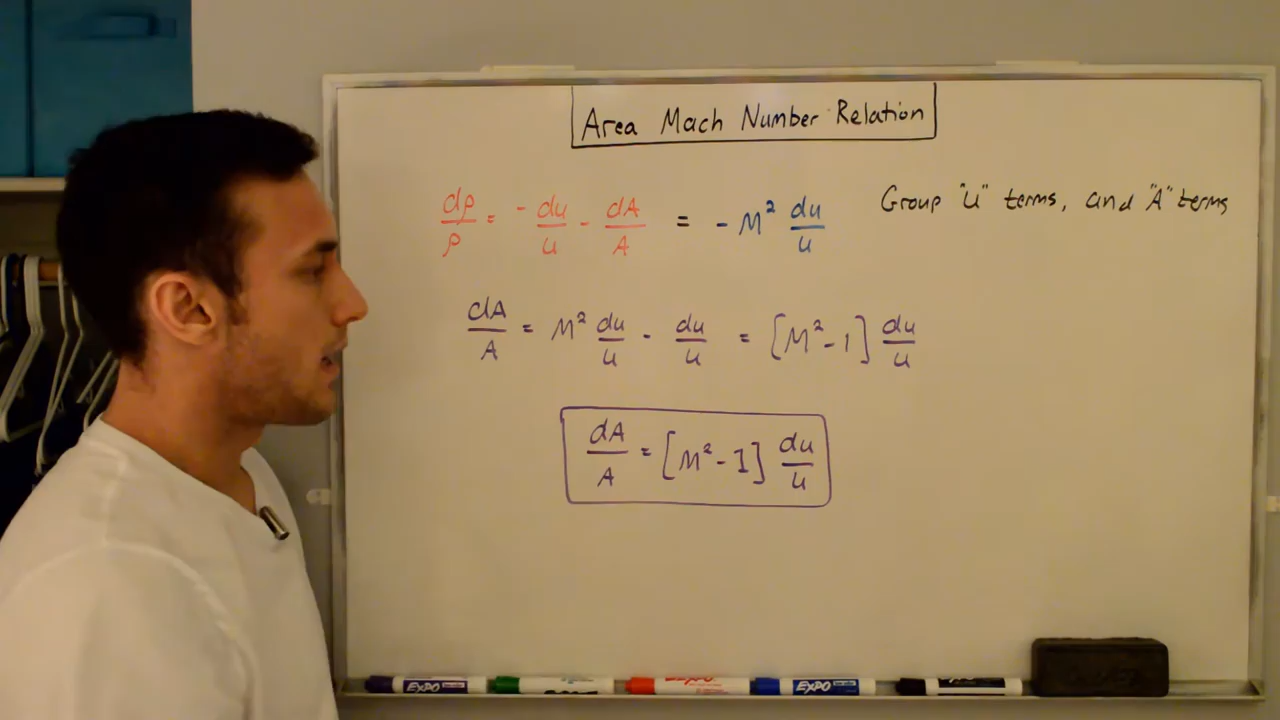 Area Mach Number Relation
dρ/ρ = - du/u - dA/A = - M² du/u
Group "u" terms, and "A" terms
dA/A = M² du/u - du/u = [M² - 1] du/u
dA/A = [M² - 1] du/u
EXPO EXPO EXPO